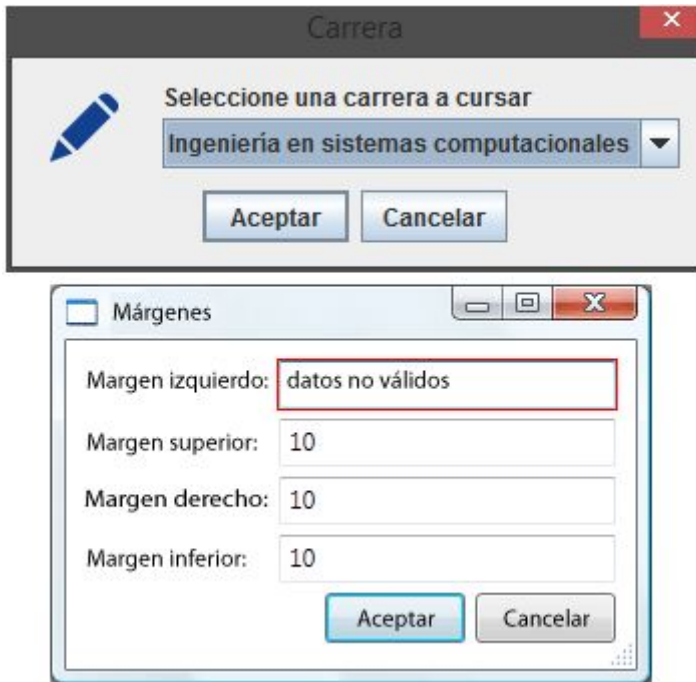 Carrera
Seleccione una carrera a cursar
Ingeniería en sistemas computacionales
Aceptar Cancelar
Márgenes
Margen izquierdo: datos no válidos
Margen superior: 10
Margen derecho: 10
Margen inferior: 10
Aceptar Cancelar